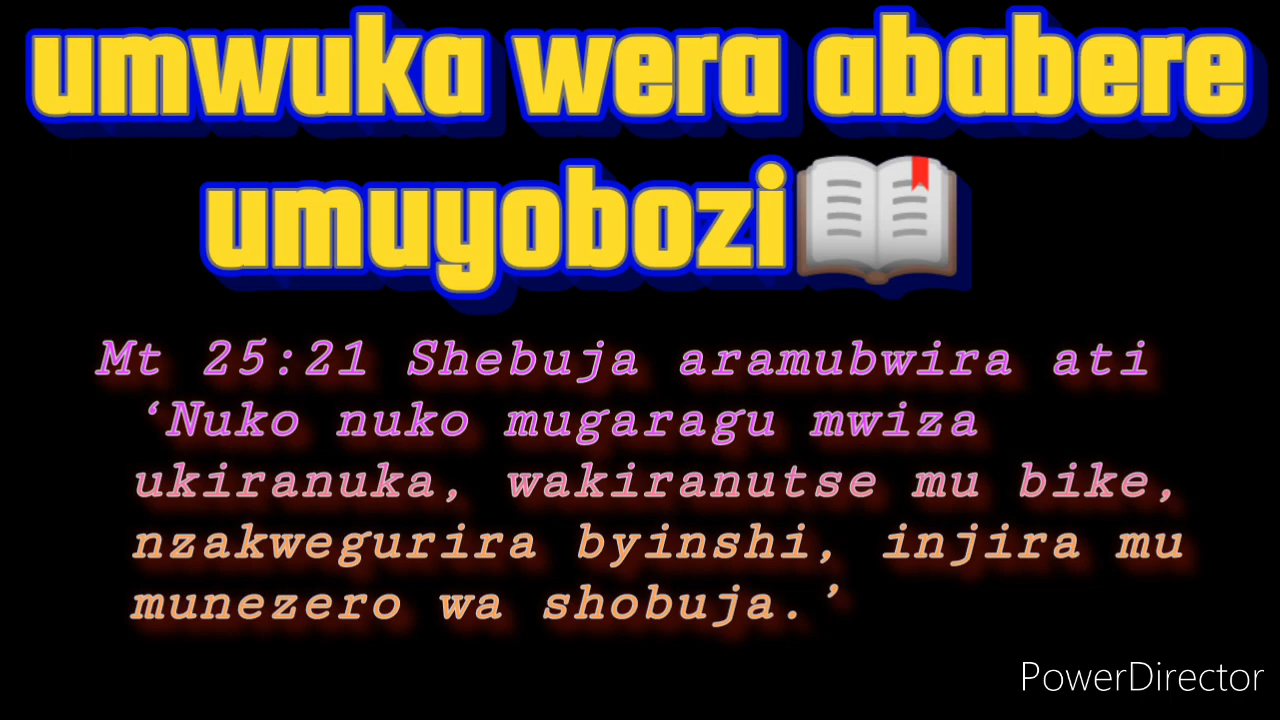 umwuka wera ababere
umuyobozi
Mt 25:21 Shebuja aramubwira ati
‘Nuko nuko mugaragu mwiza
ukiranuka, wakiranutse mu bike,
nzakwegurira byinshi, injira mu
munezero wa shobuja.’
PowerDirector